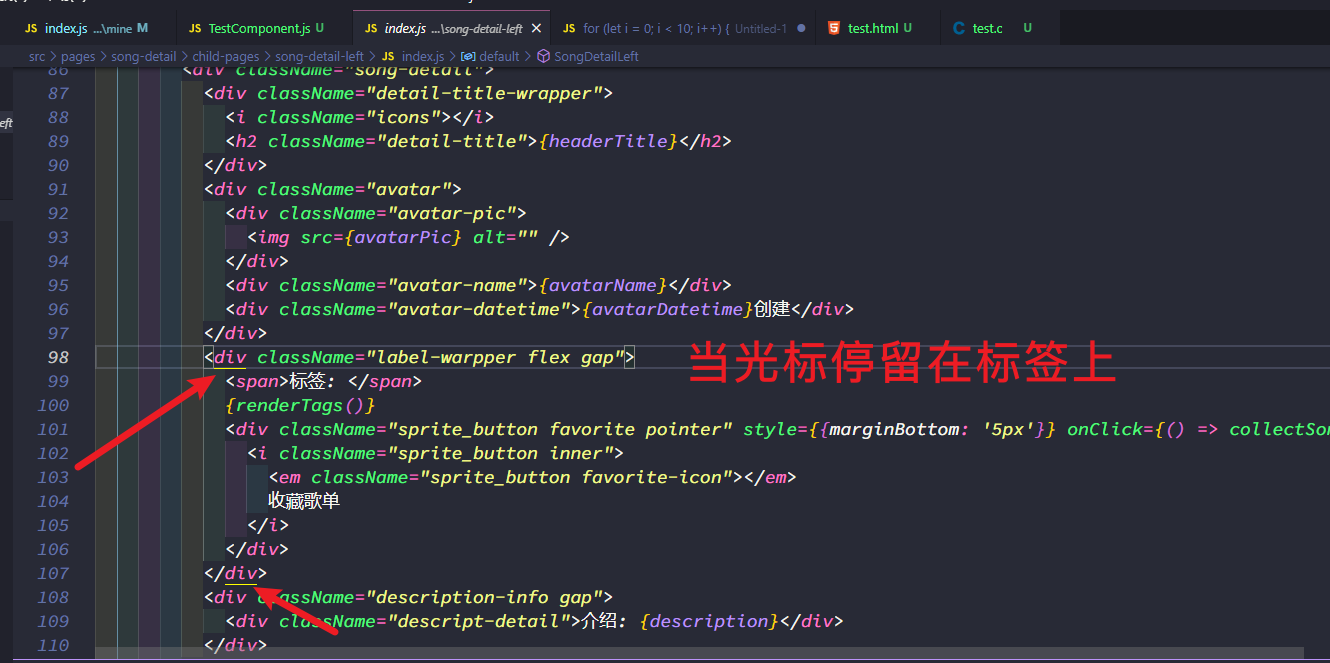 JS index.js ...\mine M JS TestComponent.js U JS index.js ...\song-detail-left × JS for (let i = 0; i < 10; i++) { Untitled-1 ● 5 test.html U C test.c U
src > pages > song-detail > child-pages > song-detail-left > JS index.js > default > SongDetailLeft
86 <div className="song-detail">
87 <div className="detail-title-wrapper">
88 <i className="icons"></i>
89 <h2 className="detail-title">{headerTitle}</h2>
90 </div>
91 <div className="avatar">
92 <div className="avatar-pic">
93 <img src={avatarPic} alt="" />
94 </div>
95 <div className="avatar-name">{avatarName}</div>
96 <div className="avatar-datetime">{avatarDatetime}创建</div>
97 </div>
98 <div className="label-warpper flex gap"> 当光标停留在标签上
99 <span>标签: </span>
100 {renderTags()}
101 <div className="sprite_button favorite pointer" style={{marginBottom: '5px'}} onClick={() => collectSon
102 <i className="sprite_button inner">
103 <em className="sprite_button favorite-icon"></em>
104 收藏歌单
105 </i>
106 </div>
107 </div>
108 <div className="description-info gap">
109 <div className="descript-detail">介绍: {description}</div>
110 </div>